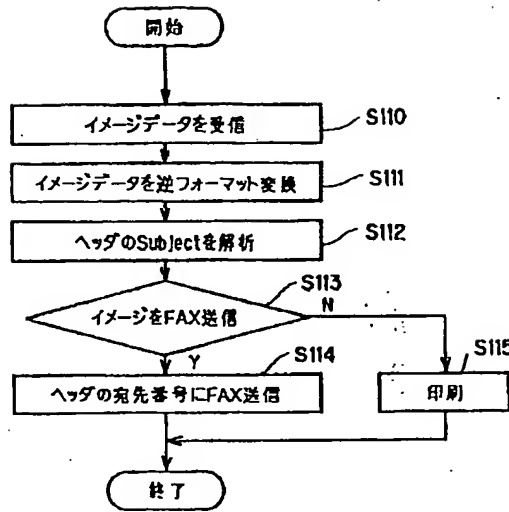 開始
イメージデータを受信
S110
イメージデータを逆フォーマット変換
S111
ヘッダのSubjectを解析
S112
イメージをFAX送信
S113
N
Y
ヘッダの宛先番号にFAX送信
S114
印刷
S115
終了